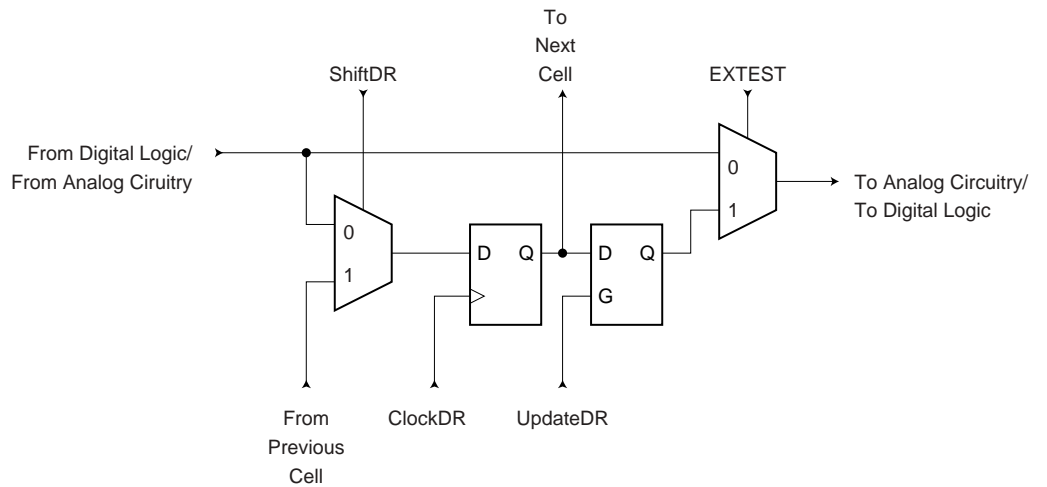 To
Next
Cell
ShiftDR
EXTEST
From Digital Logic/
From Analog Ciruitry
0
1
To Analog Circuitry/
To Digital Logic
0
1
D Q
D Q
G
From
Previous
Cell
ClockDR
UpdateDR